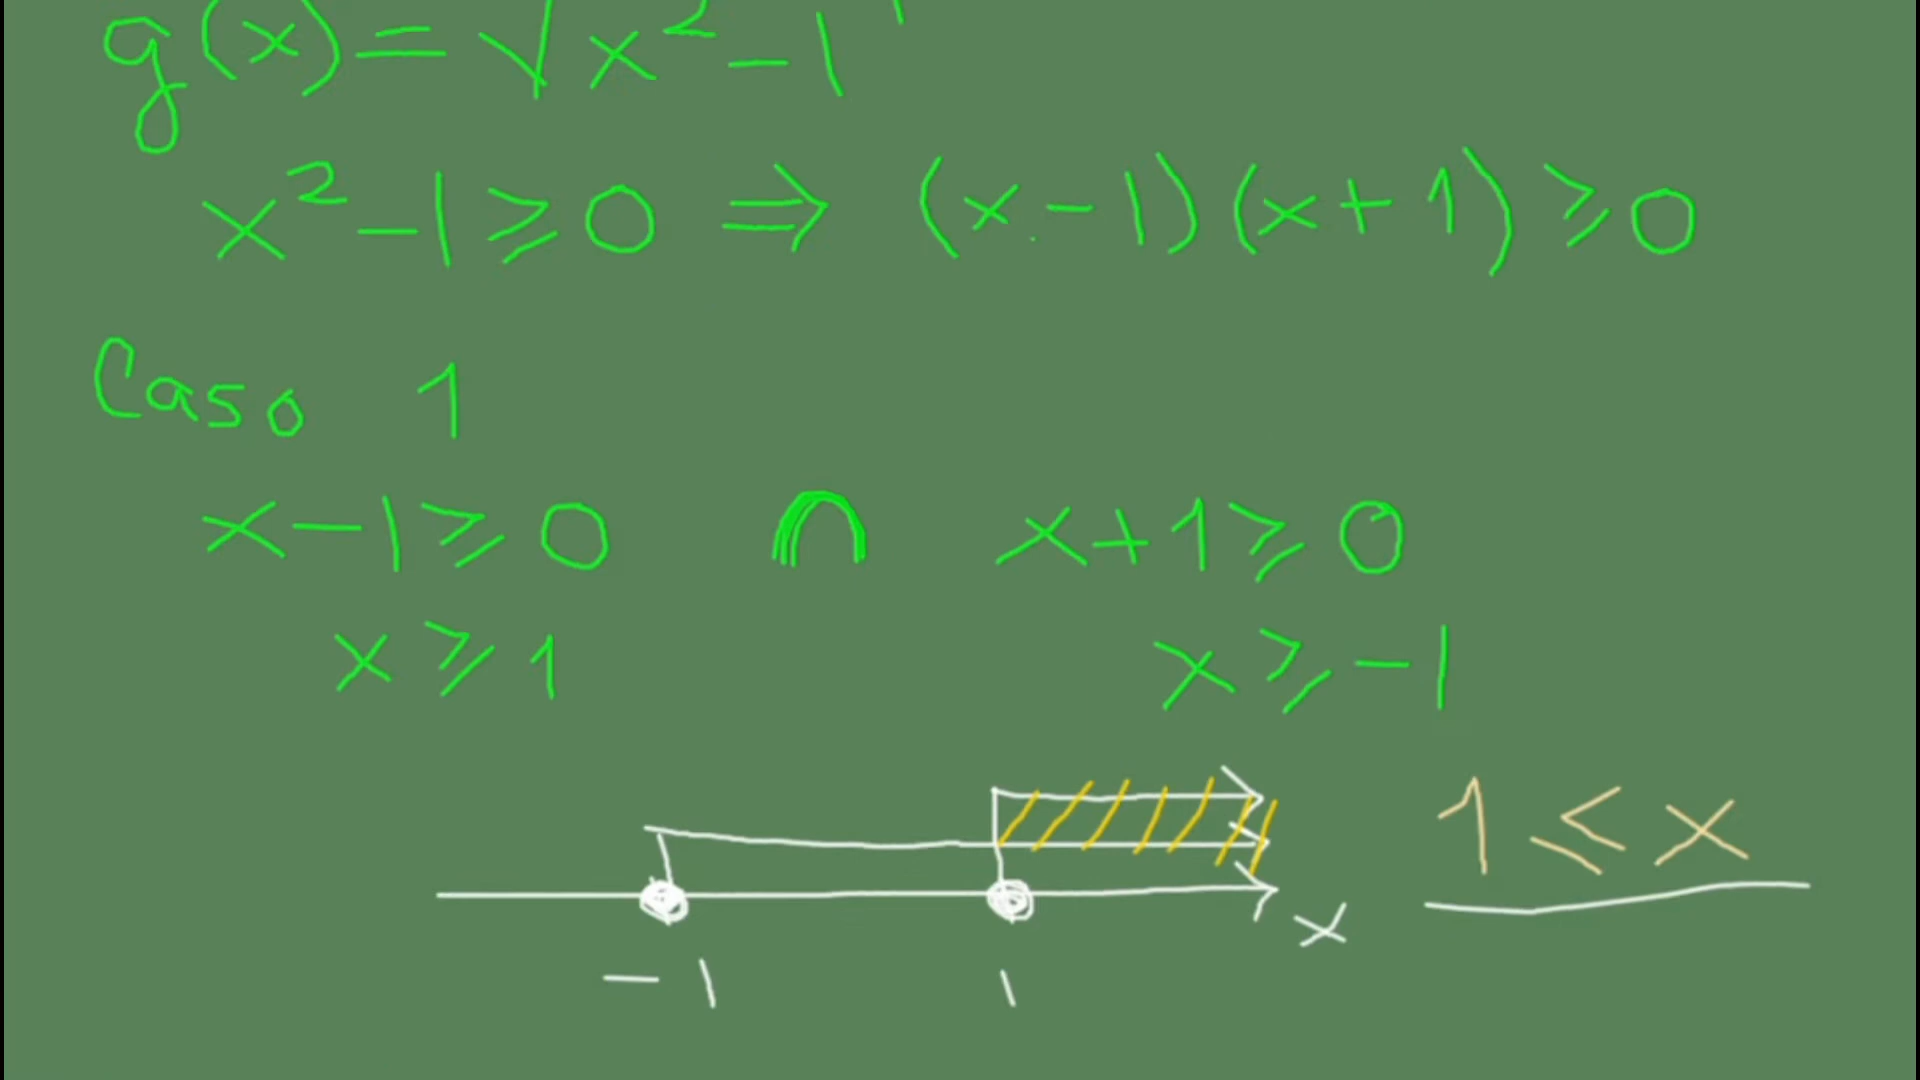 g(x)=√x²-1
x²-1≥0 ⇒ (x-1)(x+1)≥0
Caso 1
x-1≥0 ∩ x+1≥0
x≥1 x≥-1
1≤x
x
-1 1